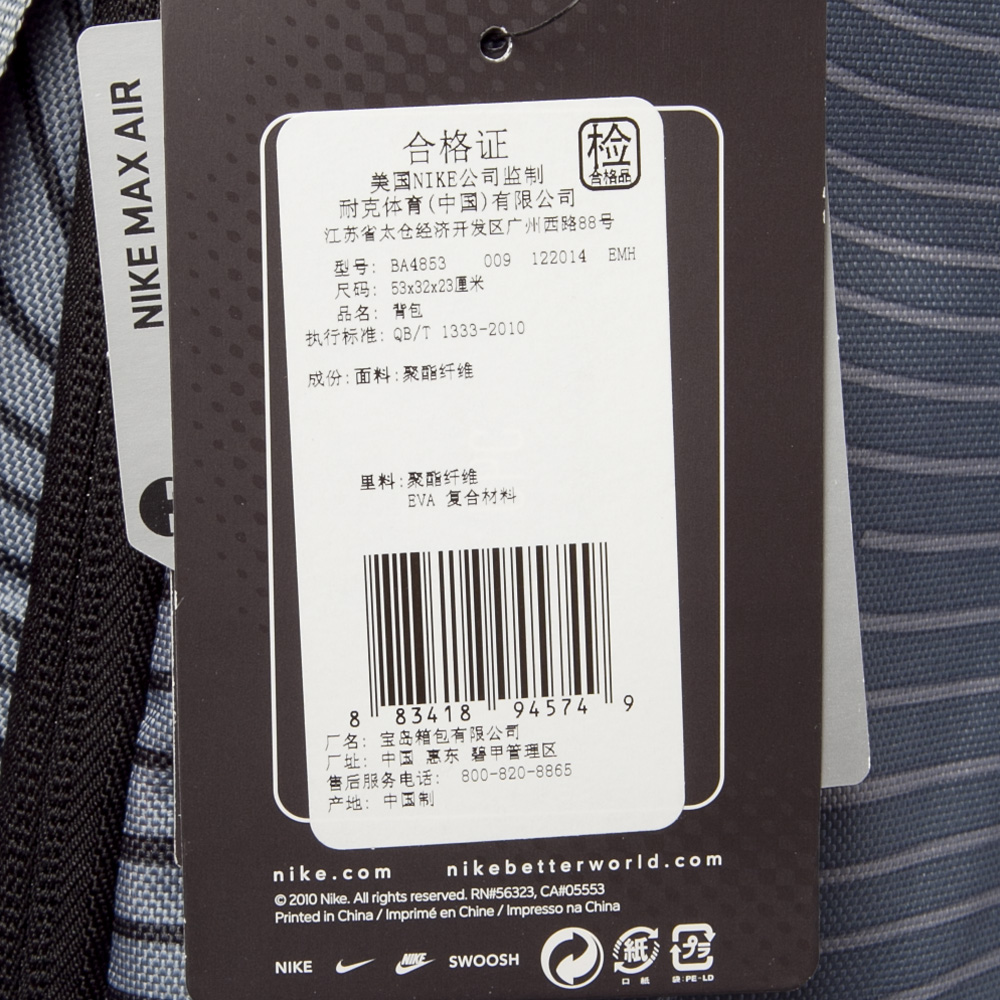 NIKE MAX AIR
合格证
检
合格品
美国NIKE公司监制
耐克体育(中国)有限公司
江苏省太仓经济开发区广州西路88号
型号: BA4853 009 122014 EMH
尺码: 53x32x23厘米
品名: 背包
执行标准: QB/T 1333-2010
成份:面料:聚酯纤维
里料:聚酯纤维
EVA 复合材料
8 83418 94574 9
厂名: 宝岛箱包有限公司
厂址: 中国 惠东 碧甲管理区
售后服务电话: 800-820-8865
产地: 中国制
nike.com nikebetterworld.com
© 2010 Nike. All rights reserved. RN#56323, CA#05553
Printed in China / Imprimé en Chine / Impresso na China
NIKE NIKE SWOOSH
紙 プラ
口 紙 袋:PE-LD